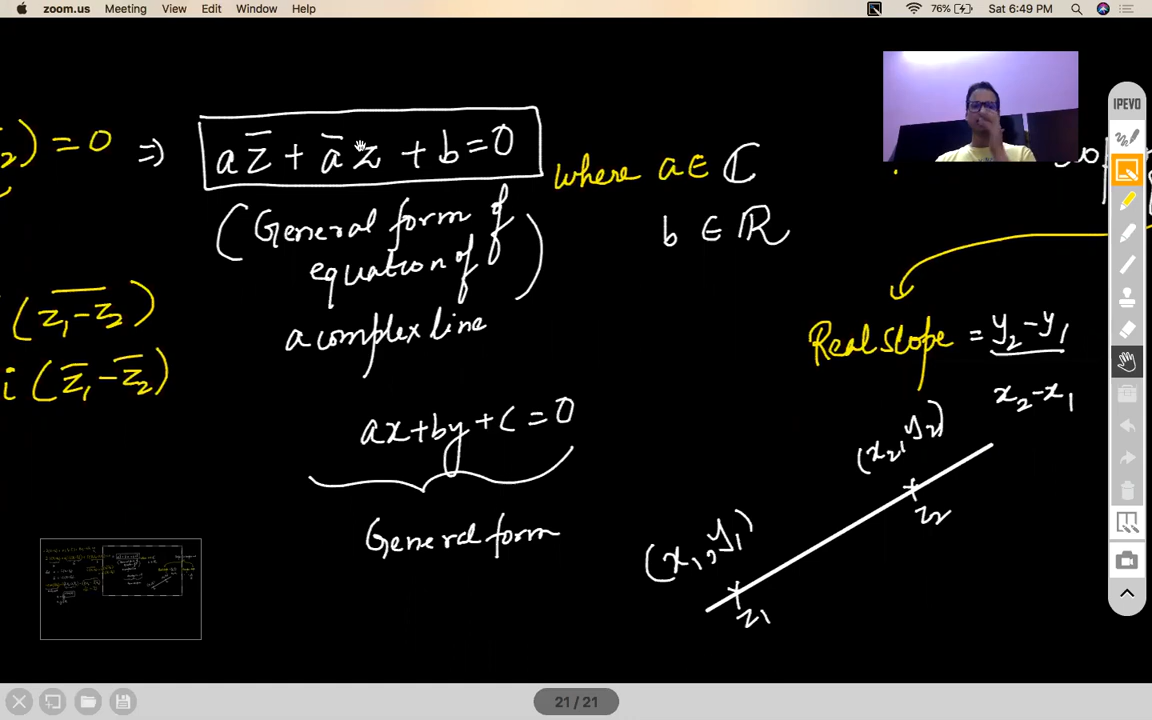 zoom.us Meeting View Edit Window Help 76% Sat 6:49 PM
IPEVO
₂) = 0 ⇒ a z̅ + a̅ z + b = 0 where a ∈ ℂ
b ∈ ℝ
(General form of
equation of
a complex line)
(z̅₁-z̅₂)
i (z̅₁ - z̅₂)
Real slope = y₂ - y₁
x₂ - x₁
ax + by + c = 0
General form
(x₂, y₂)
z₂
(x₁, y₁)
z₁
21 / 21